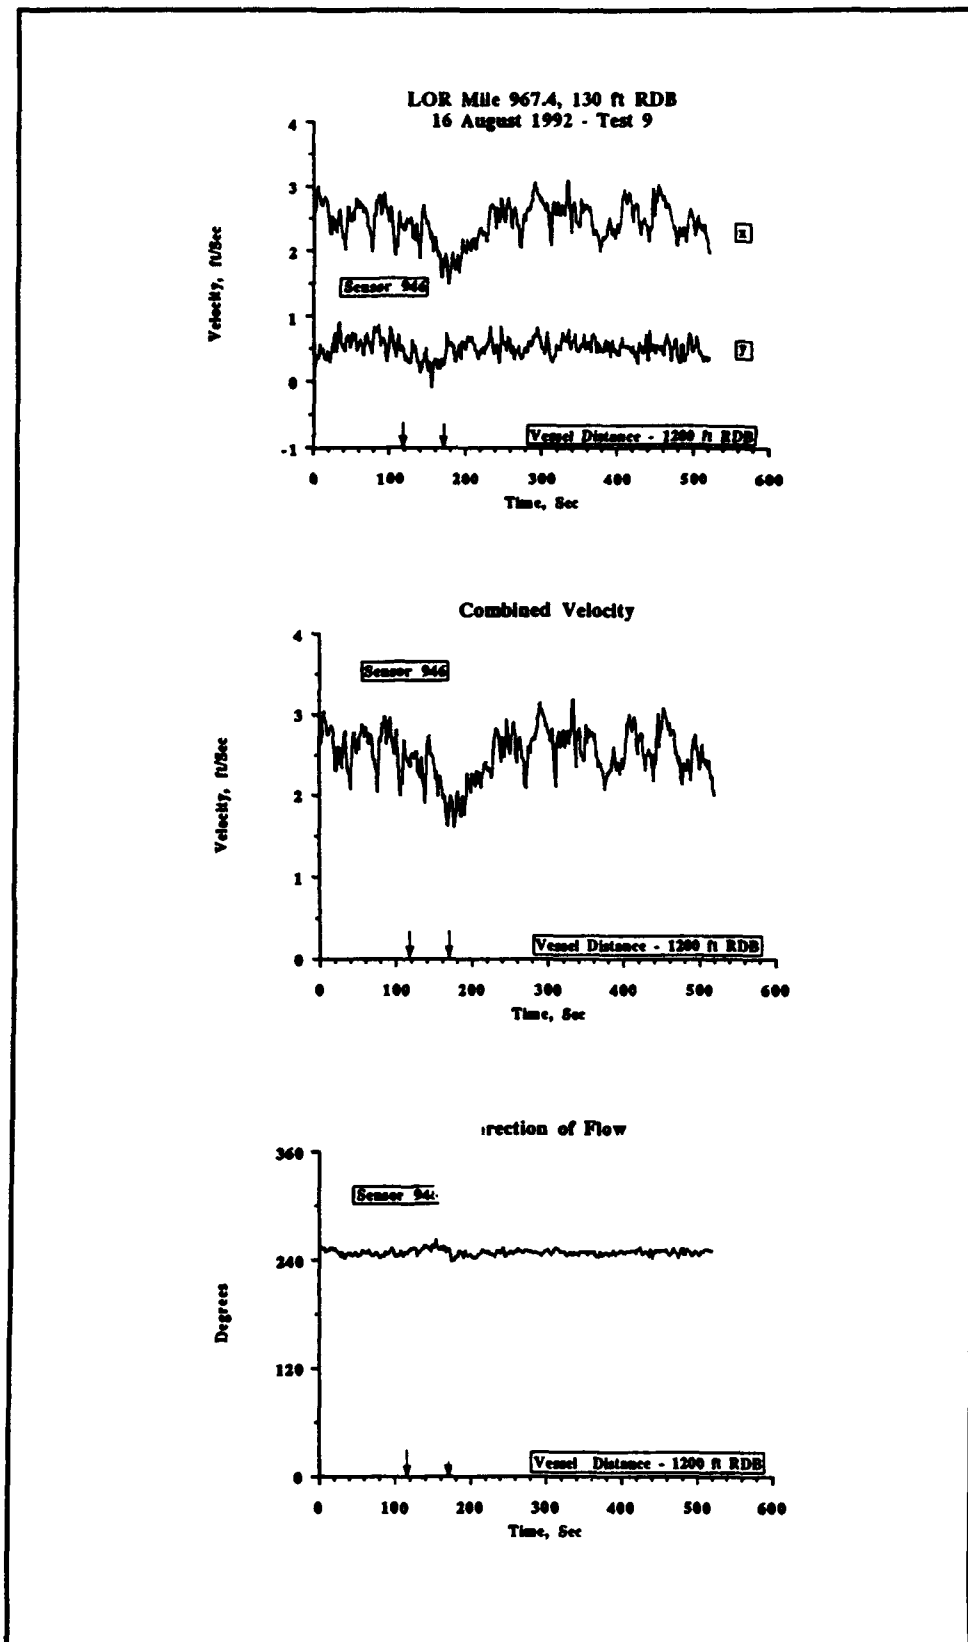 LOR Mile 967.4, 130 ft RDB
16 August 1992 - Test 9
4
3
2
1
0
-1
Velocity, ft/Sec
x
Sensor 946
y
Vessel Distance - 1200 ft RDB
0 100 200 300 400 500 600
Time, Sec
Combined Velocity
4
3
2
1
0
Velocity, ft/Sec
Sensor 946
Vessel Distance - 1200 ft RDB
0 100 200 300 400 500 600
Time, Sec
rection of Flow
360
240
120
0
Degrees
Sensor 94
Vessel Distance - 1200 ft RDB
0 100 200 300 400 500 600
Time, Sec